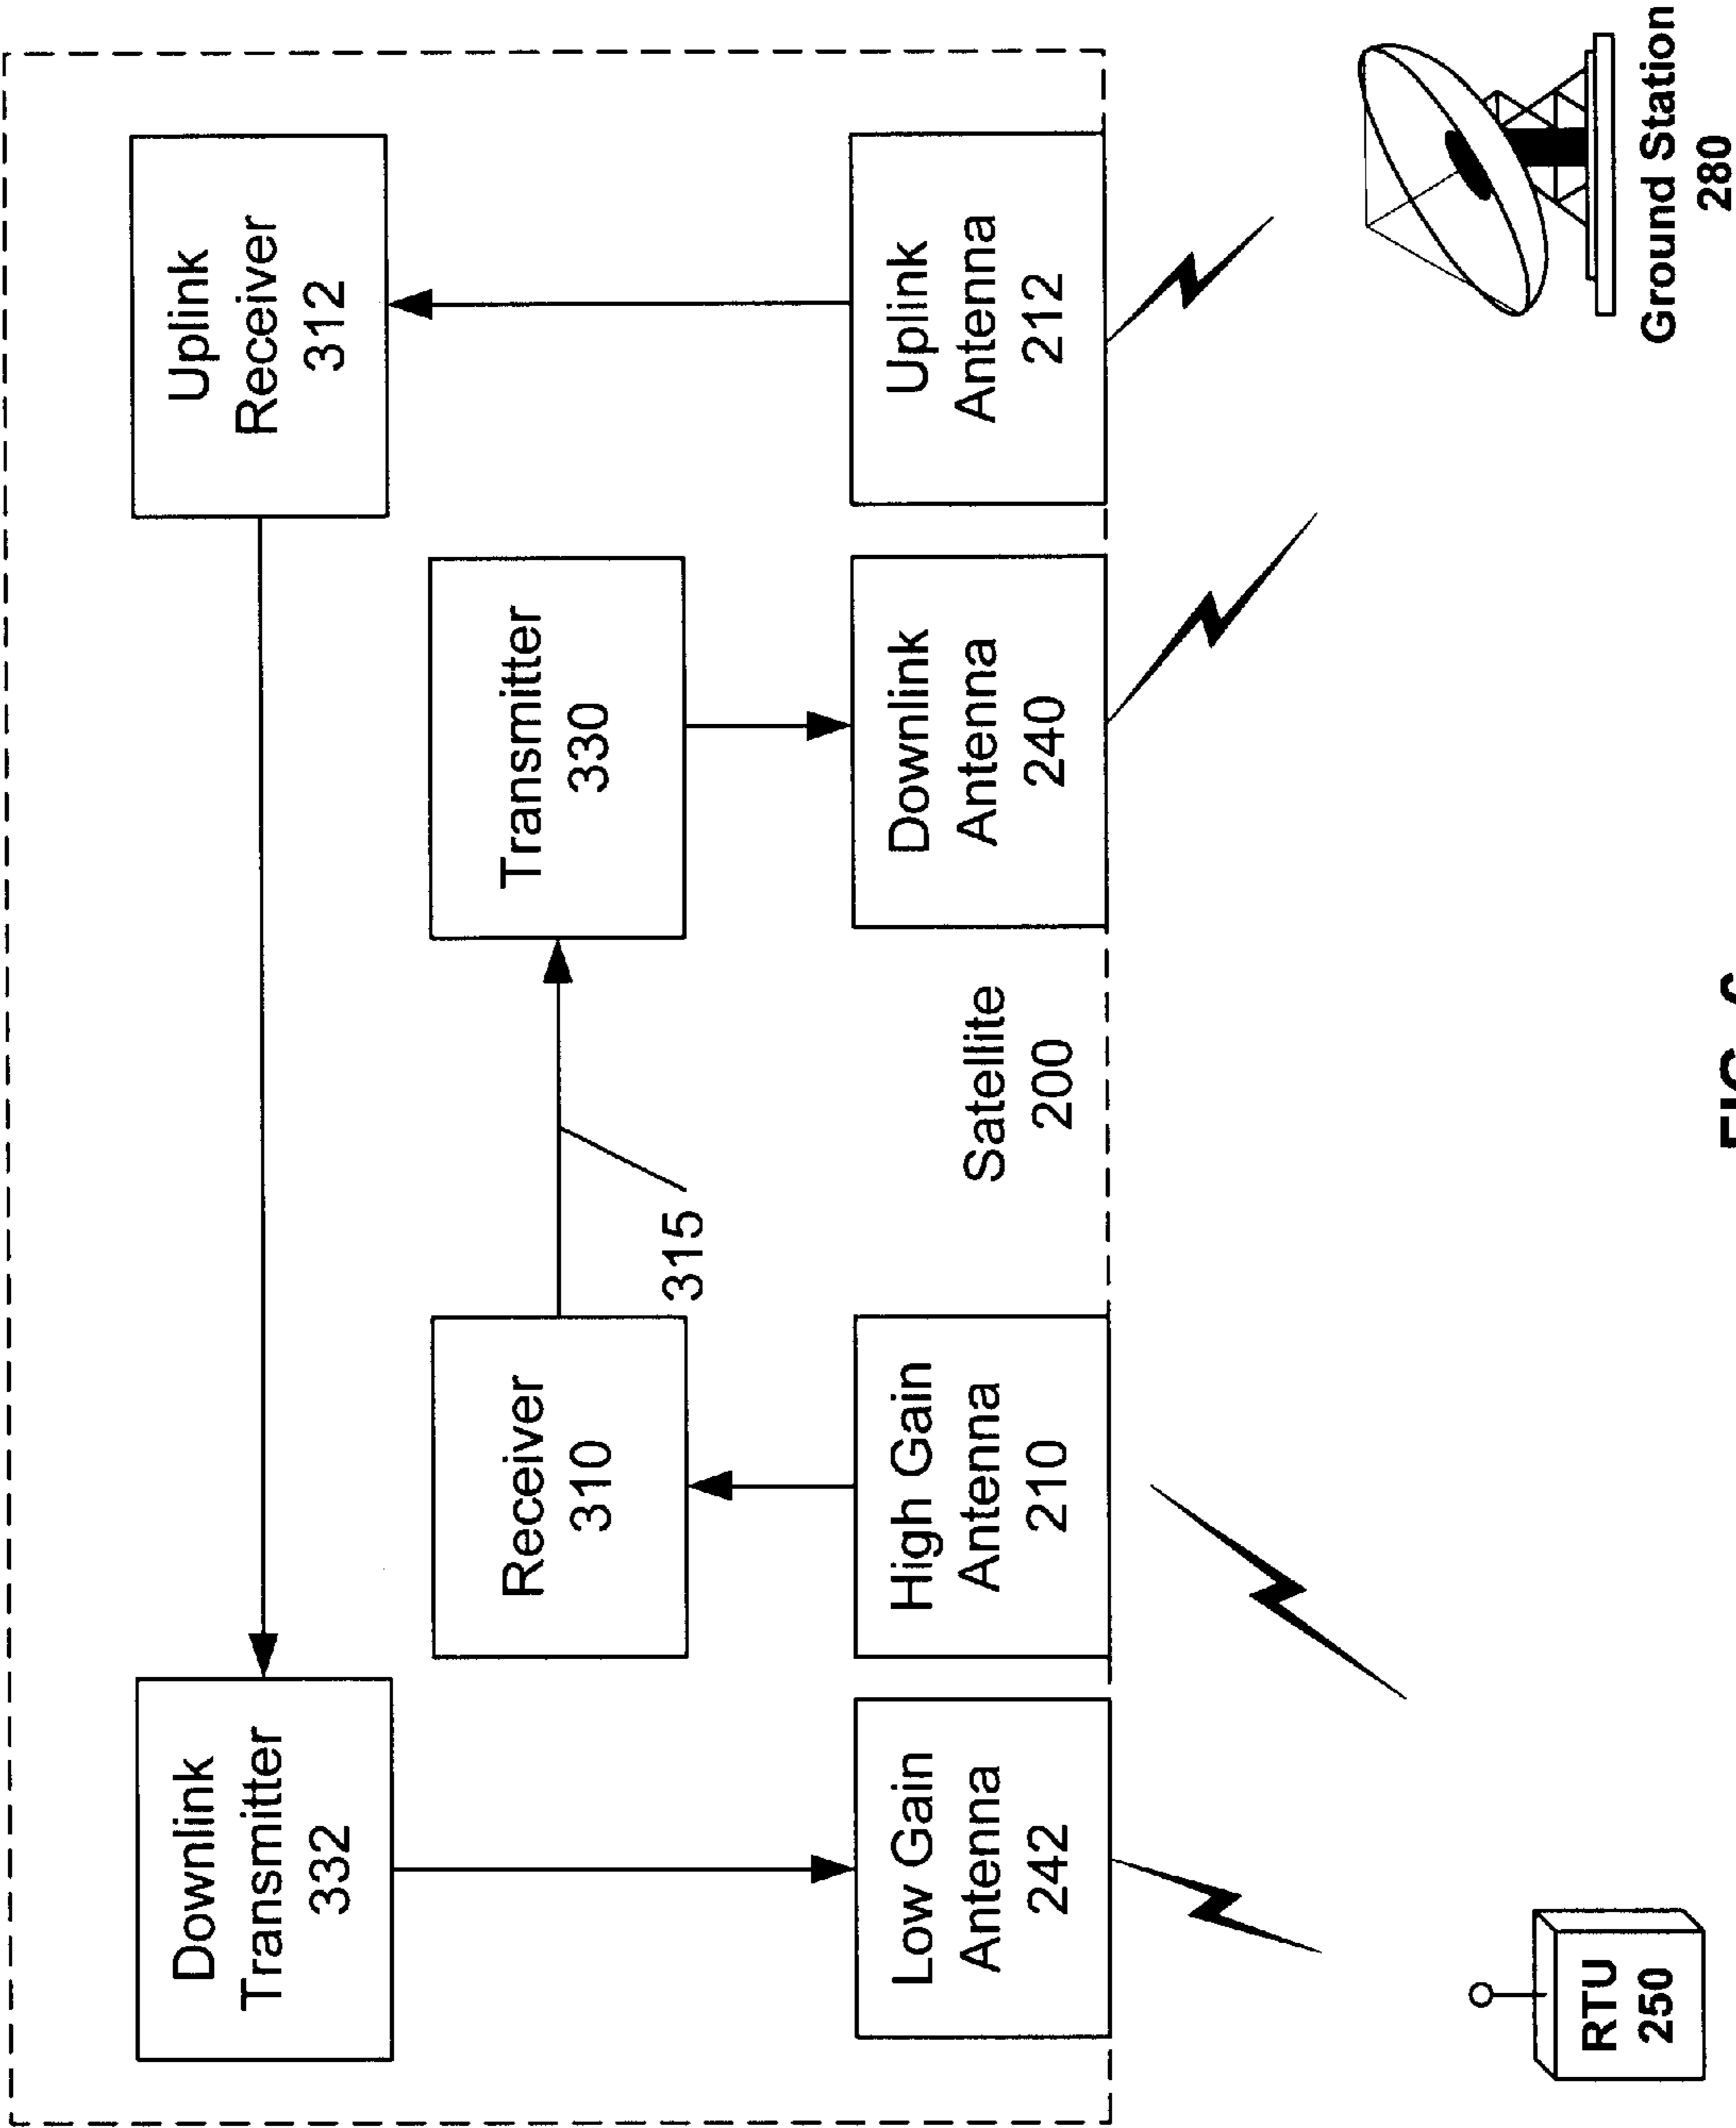 Downlink
Transmitter
332
Uplink
Receiver
312
Receiver
310
315
Transmitter
330
Low Gain
Antenna
242
High Gain
Antenna
210
Satellite
200
Downlink
Antenna
240
Uplink
Antenna
212
RTU
250
Ground Station
280